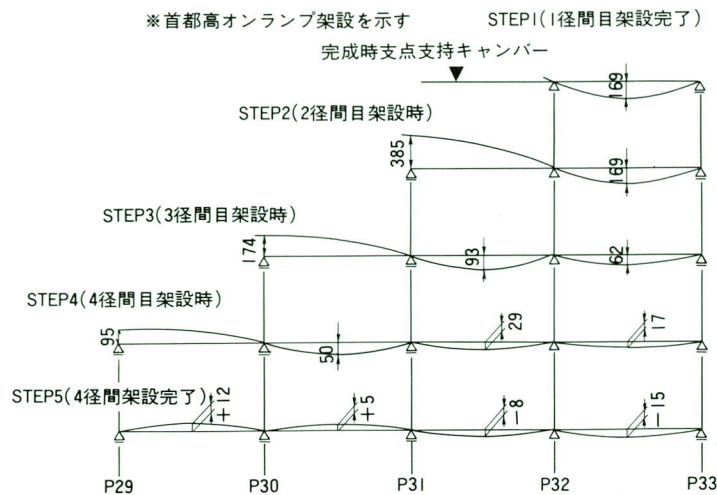 ※首都高オンランプ架設を示す
STEP1(1径間目架設完了)
完成時支点支持キャンバー
169
STEP2(2径間目架設時)
385
169
STEP3(3径間目架設時)
174
93
62
STEP4(4径間目架設時)
95
50
29
17
STEP5(4径間架設完了)
+12
+5
−8
−15
P29 P30 P31 P32 P33